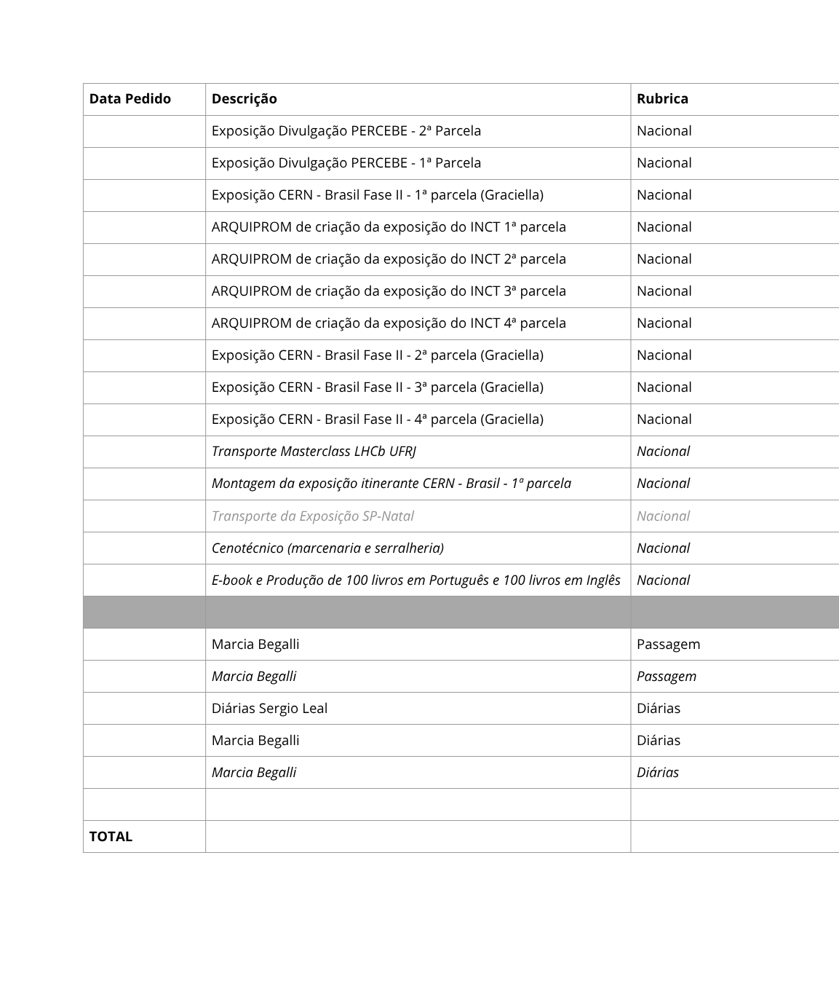 Data Pedido Descrição Rubrica
Exposição Divulgação PERCEBE - 2ª Parcela Nacional
Exposição Divulgação PERCEBE - 1ª Parcela Nacional
Exposição CERN - Brasil Fase II - 1ª parcela (Graciella) Nacional
ARQUIPROM de criação da exposição do INCT 1ª parcela Nacional
ARQUIPROM de criação da exposição do INCT 2ª parcela Nacional
ARQUIPROM de criação da exposição do INCT 3ª parcela Nacional
ARQUIPROM de criação da exposição do INCT 4ª parcela Nacional
Exposição CERN - Brasil Fase II - 2ª parcela (Graciella) Nacional
Exposição CERN - Brasil Fase II - 3ª parcela (Graciella) Nacional
Exposição CERN - Brasil Fase II - 4ª parcela (Graciella) Nacional
Transporte Masterclass LHCb UFRJ Nacional
Montagem da exposição itinerante CERN - Brasil - 1ª parcela Nacional
Transporte da Exposição SP-Natal Nacional
Cenotécnico (marcenaria e serralheria) Nacional
E-book e Produção de 100 livros em Português e 100 livros em Inglês Nacional
Marcia Begalli Passagem
Marcia Begalli Passagem
Diárias Sergio Leal Diárias
Marcia Begalli Diárias
Marcia Begalli Diárias
TOTAL